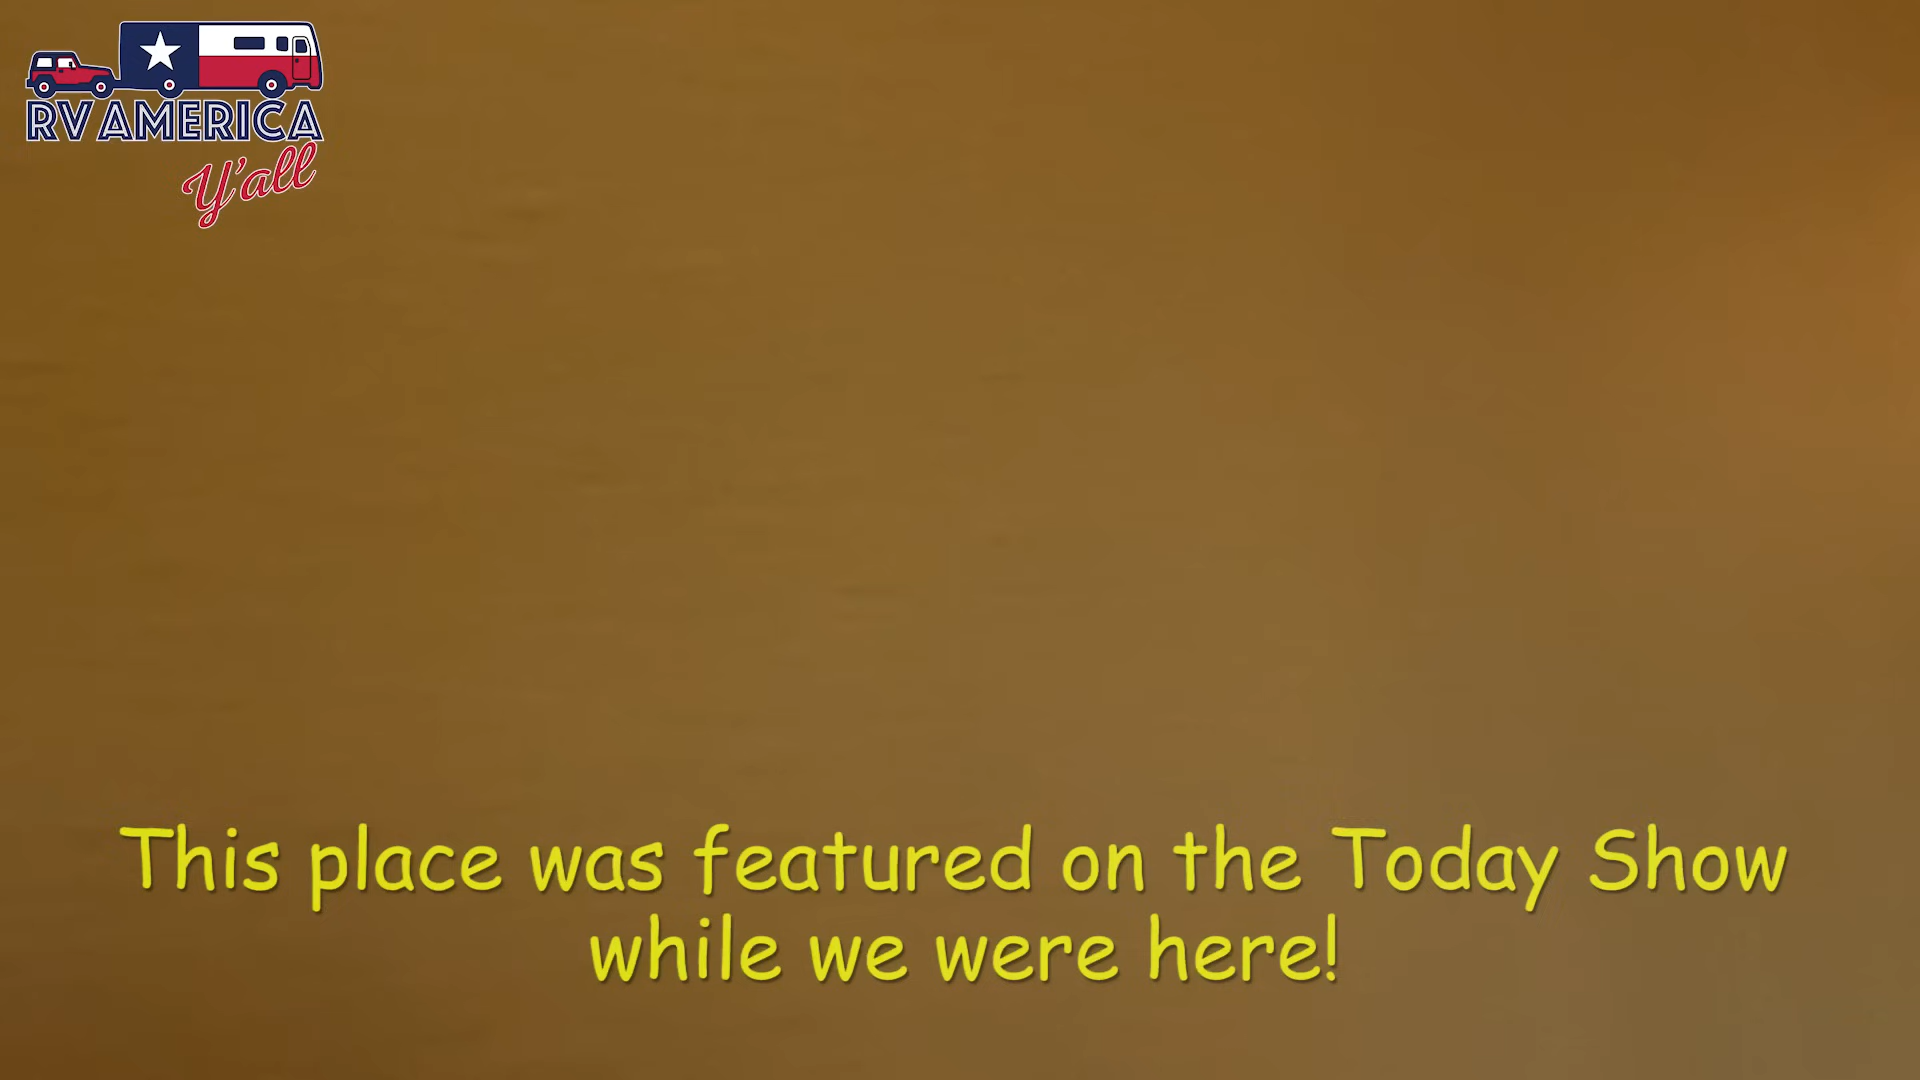 RV AMERICA
Y'all
This place was featured on the Today Show
while we were here!